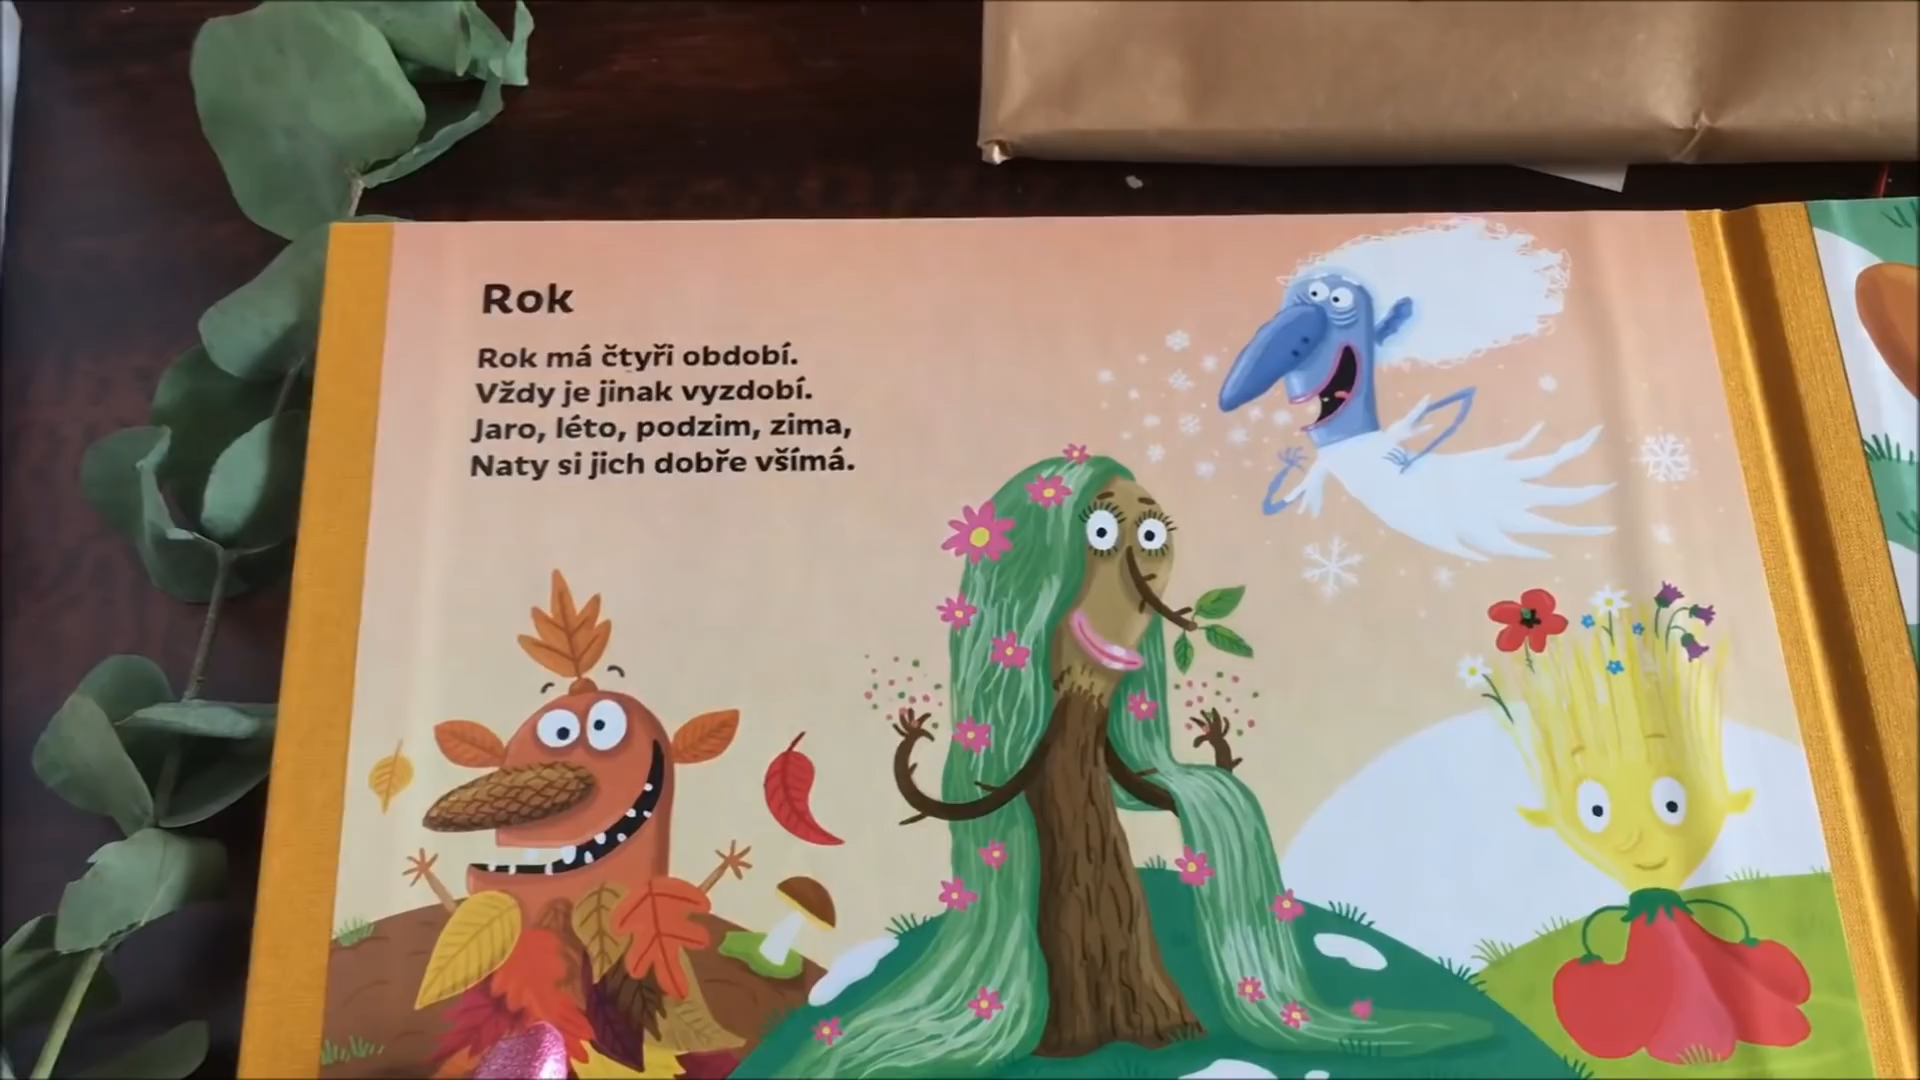 Rok
Rok má čtyři období.
Vždy je jinak vyzdobí.
Jaro, léto, podzim, zima,
Naty si jich dobře všímá.